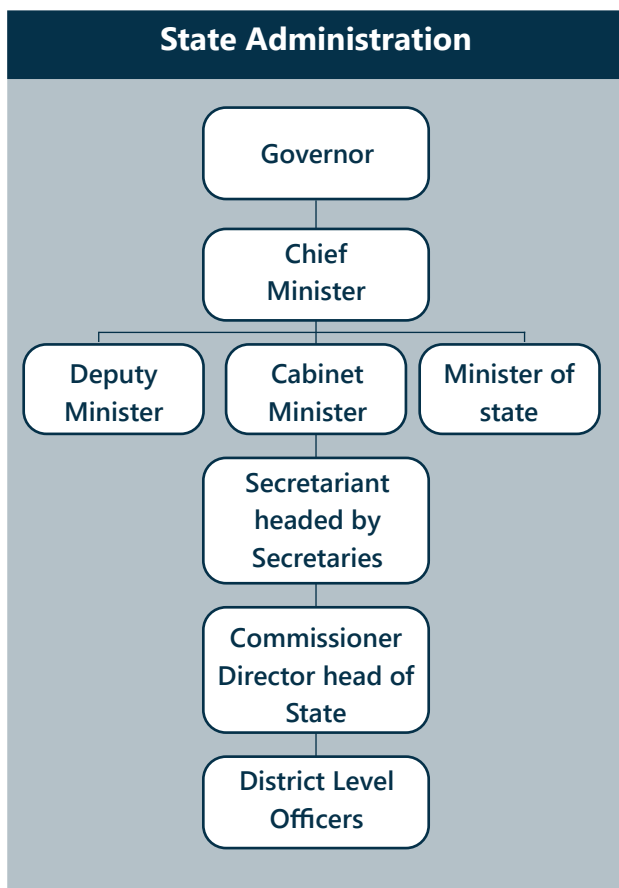 State Administration
Governor
Chief
Minister
Deputy
Minister
Cabinet
Minister
Minister of
state
Secretariant
headed by
Secretaries
Commissioner
Director head of
State
District Level
Officers